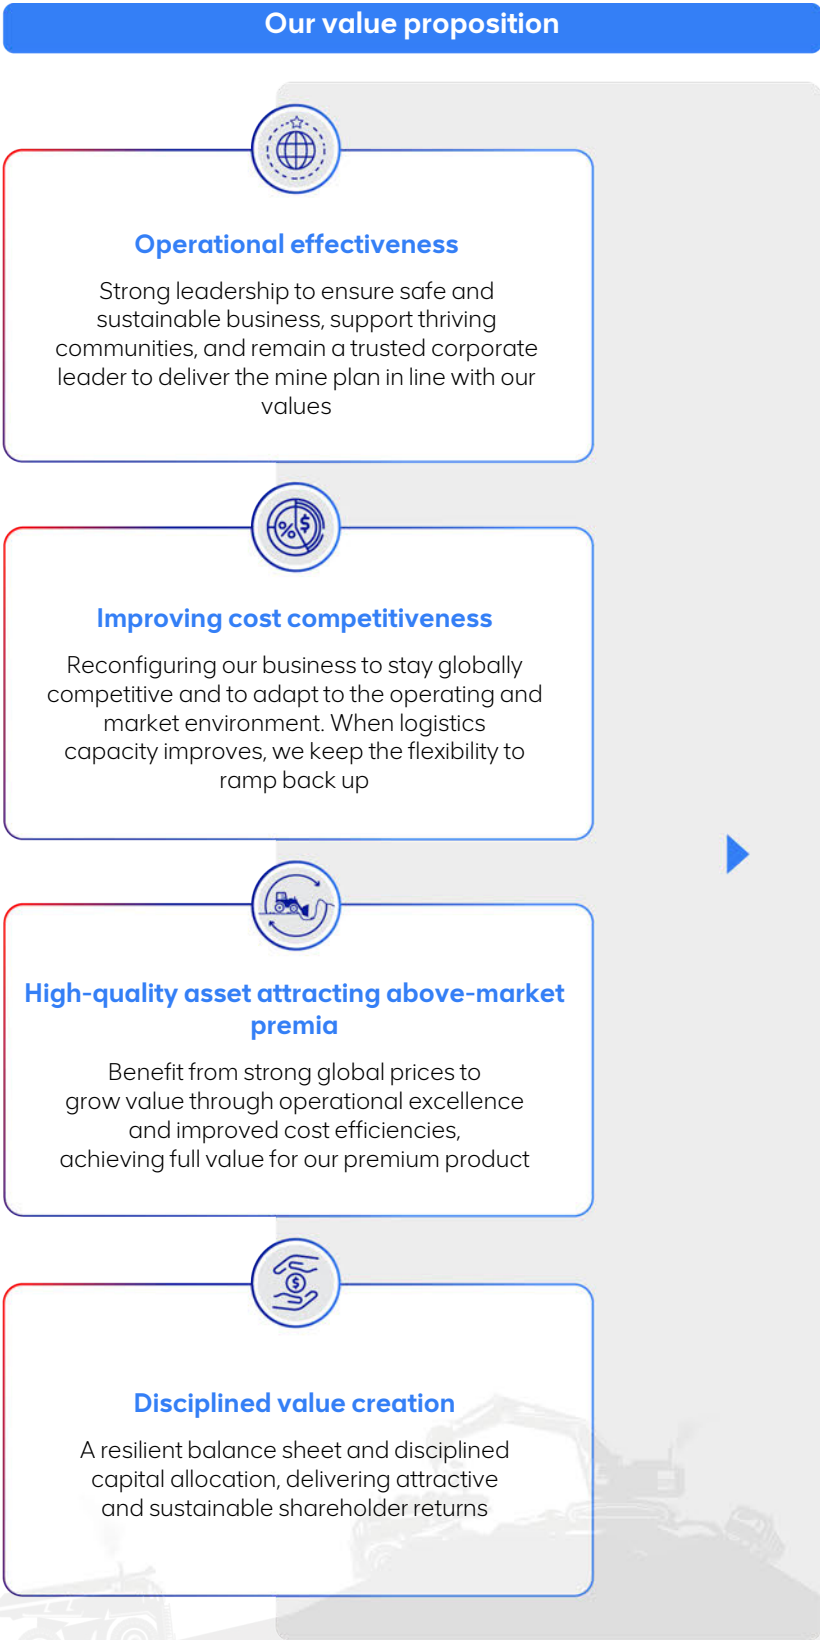 Our value proposition
Operational effectiveness
Strong leadership to ensure safe and
sustainable business, support thriving
communities, and remain a trusted corporate
leader to deliver the mine plan in line with our
values
Improving cost competitiveness
Reconfiguring our business to stay globally
competitive and to adapt to the operating and
market environment. When logistics
capacity improves, we keep the flexibility to
ramp back up
High-quality asset attracting above-market
premia
Benefit from strong global prices to
grow value through operational excellence
and improved cost efficiencies,
achieving full value for our premium product
Disciplined value creation
A resilient balance sheet and disciplined
capital allocation, delivering attractive
and sustainable shareholder returns